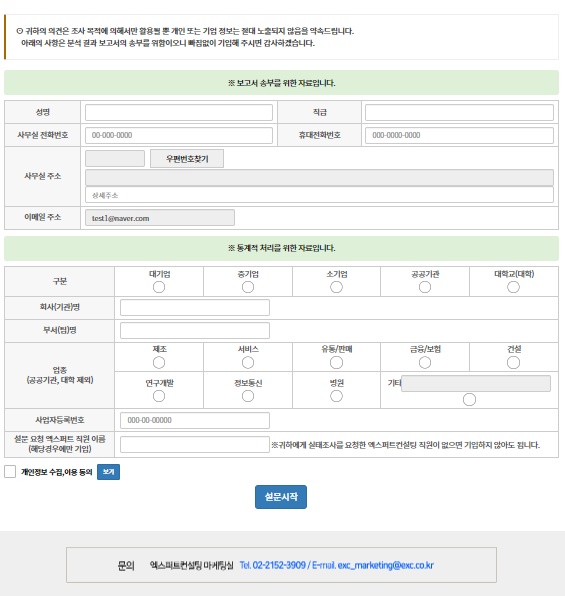 ⊙ 귀하의 의견은 조사 목적에 의해서만 활용될 뿐 개인 또는 기업 정보는 절대 노출되지 않음을 약속드립니다.
아래의 사항은 분석 결과 보고서의 송부를 위함이오니 빠짐없이 기입해 주시면 감사하겠습니다.
※ 보고서 송부를 위한 자료입니다.
성명 직급
사무실 전화번호 00-000-0000 휴대전화번호 000-0000-0000
사무실 주소 우편번호찾기
상세주소
이메일 주소 test1@naver.com
※ 통계적 처리를 위한 자료입니다.
구분 대기업 중기업 소기업 공공기관 대학교(대학)
회사(기관)명
부서(팀)명
업종
(공공기관, 대학 제외)
제조 서비스 유통/판매 금융/보험 건설
연구개발 정보통신 병원 기타
사업자등록번호 000-00-00000
설문 요청 엑스퍼트 직원 이름
(해당경우에만 기입)
※귀하에게 실태조사를 요청한 엑스퍼트컨설팅 직원이 없으면 기입하지 않아도 됩니다.
개인정보 수집,이용 동의 보기
설문시작
문의 엑스퍼트컨설팅 마케팅실 Tel. 02-2152-3909 / E-mail. exc_marketing@exc.co.kr